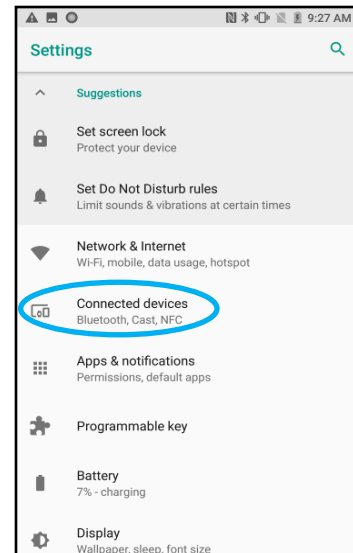 9:27 AM
Settings
Suggestions
Set screen lock
Protect your device
Set Do Not Disturb rules
Limit sounds & vibrations at certain times
Network & Internet
Wi-Fi, mobile, data usage, hotspot
Connected devices
Bluetooth, Cast, NFC
Apps & notifications
Permissions, default apps
Programmable key
Battery
7% - charging
Display
Wallpaper, sleep, font size